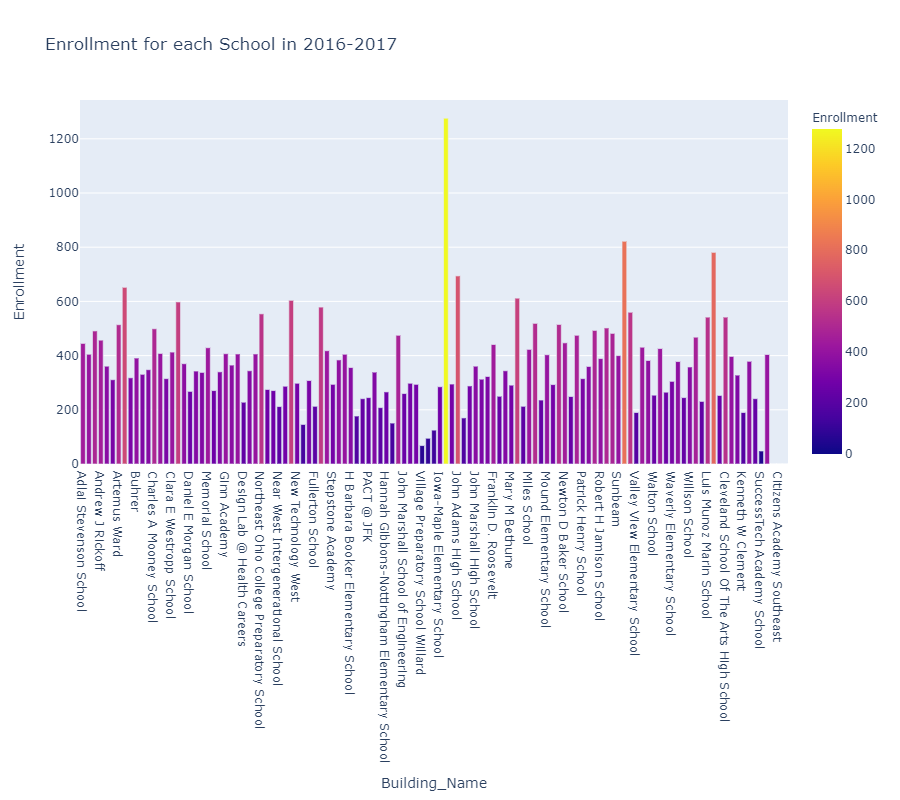 Enrollment for each School in 2016-2017
Enrollment
1200
1000
800
600
400
200
0
Enrollment
1200
1000
800
600
400
200
0
Adlai Stevenson School
Andrew J Rickoff
Artemus Ward
Buhrer
Charles A Mooney School
Clara E Westropp School
Daniel E Morgan School
Memorial School
Ginn Academy
Design Lab @ Health Careers
Northeast Ohio College Preparatory School
Near West Intergenerational School
New Technology West
Fullerton School
Stepstone Academy
H Barbara Booker Elementary School
PACT @ JFK
Hannah Gibbons-Nottingham Elementary School
John Marshall School of Engineering
Village Preparatory School Willard
Iowa-Maple Elementary School
John Adams High School
John Marshall High School
Franklin D. Roosevelt
Mary M Bethune
Miles School
Mound Elementary School
Newton D Baker School
Patrick Henry School
Robert H Jamison School
Sunbeam
Valley View Elementary School
Walton School
Waverly Elementary School
Willson School
Luis Munoz Marin School
Cleveland School Of The Arts High School
Kenneth W Clement
SuccessTech Academy School
Citizens Academy Southeast
Building_Name